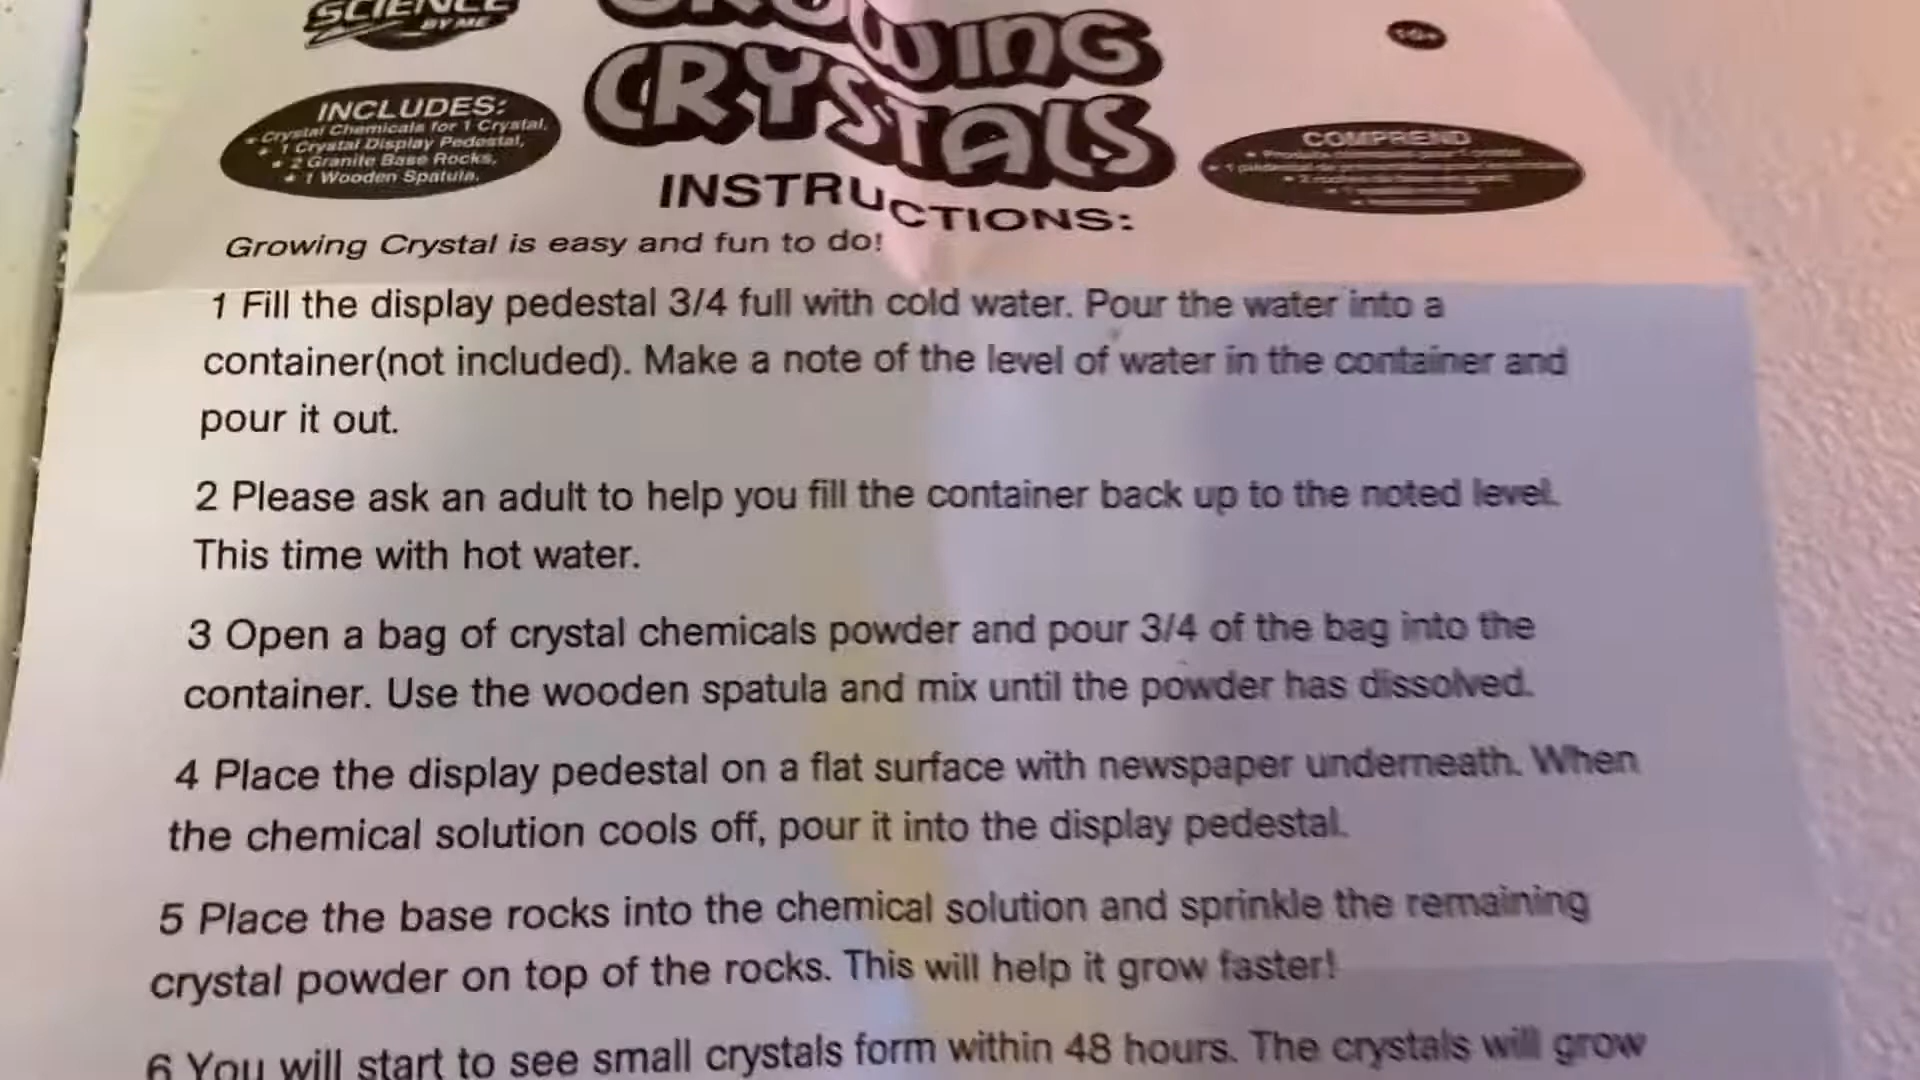 SCIENCE
BY ME
GROWING
CRYSTALS
10+
INCLUDES:
★ Crystal Chemicals for 1 Crystal,
★ 1 Crystal Display Pedestal,
★ 2 Granite Base Rocks,
★ 1 Wooden Spatula.
COMPREND
INSTRUCTIONS:
Growing Crystal is easy and fun to do!
1 Fill the display pedestal 3/4 full with cold water. Pour the water into a
container(not included). Make a note of the level of water in the container and
pour it out.
2 Please ask an adult to help you fill the container back up to the noted level.
This time with hot water.
3 Open a bag of crystal chemicals powder and pour 3/4 of the bag into the
container. Use the wooden spatula and mix until the powder has dissolved.
4 Place the display pedestal on a flat surface with newspaper underneath. When
the chemical solution cools off, pour it into the display pedestal.
5 Place the base rocks into the chemical solution and sprinkle the remaining
crystal powder on top of the rocks. This will help it grow faster!
6 You will start to see small crystals form within 48 hours. The crystals will grow